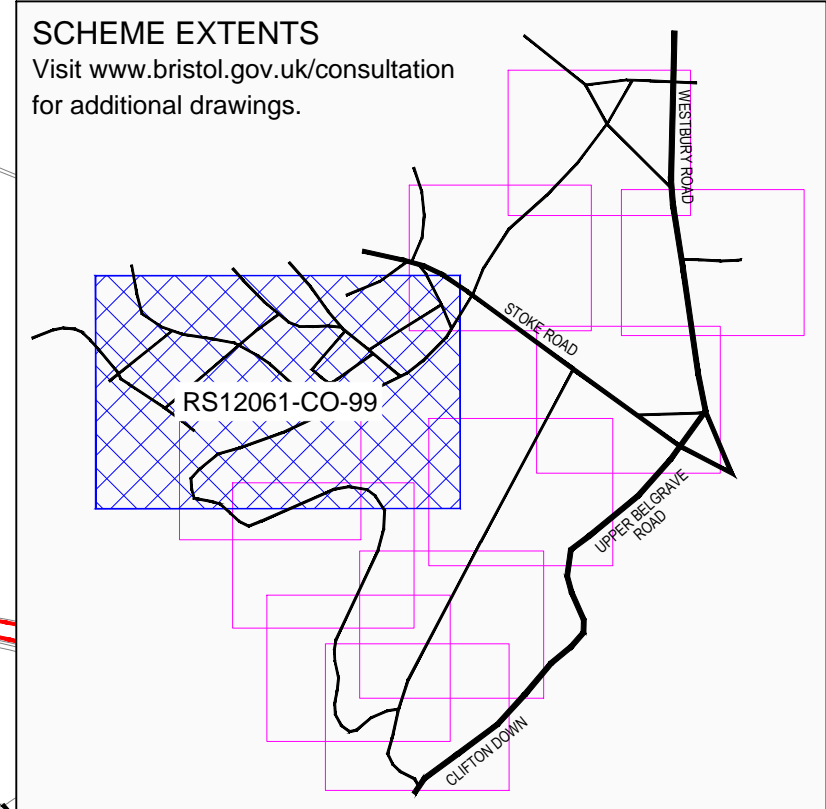 SCHEME EXTENTS
Visit www.bristol.gov.uk/consultation
for additional drawings.
WESTBURY ROAD
STOKE ROAD
RS12061-CO-99
UPPER BELGRAVE
ROAD
CLIFTON DOWN